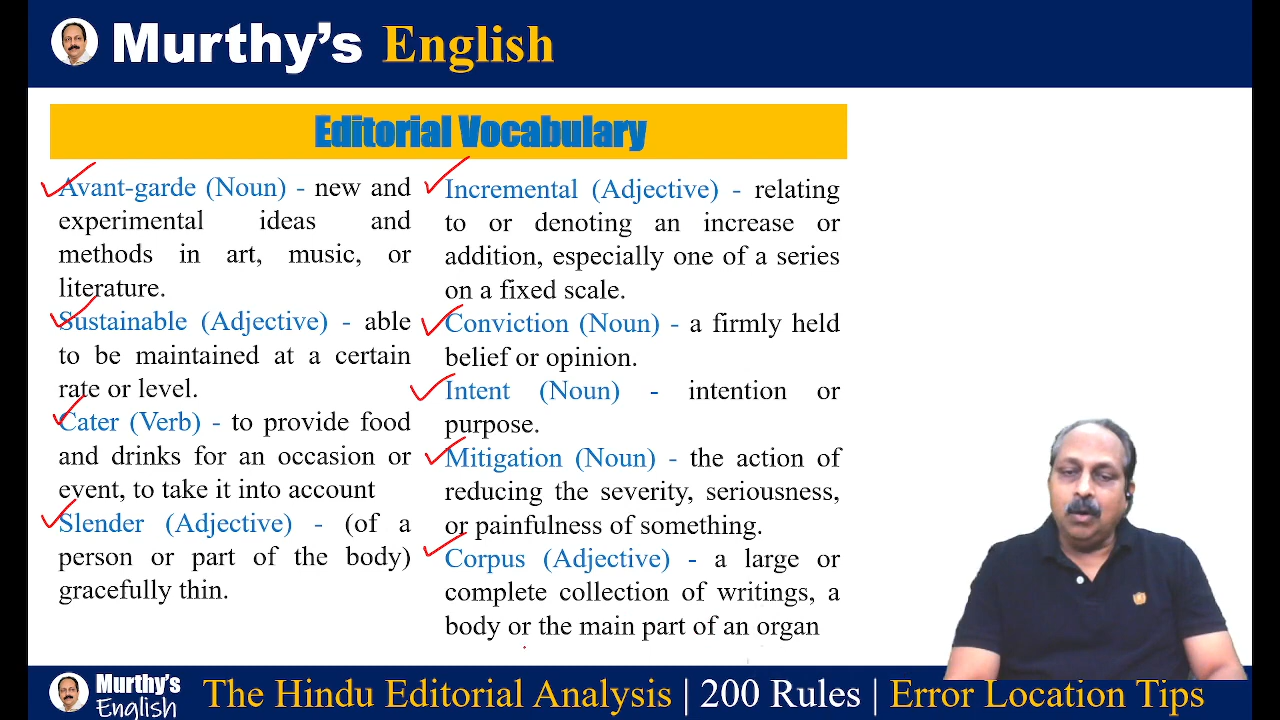 Murthy's English
Editorial Vocabulary
Avant-garde (Noun) - new and
experimental ideas and
methods in art, music, or
literature.
Sustainable (Adjective) - able
to be maintained at a certain
rate or level.
Cater (Verb) - to provide food
and drinks for an occasion or
event, to take it into account
Slender (Adjective) - (of a
person or part of the body)
gracefully thin.
Incremental (Adjective) - relating
to or denoting an increase or
addition, especially one of a series
on a fixed scale.
Conviction (Noun) - a firmly held
belief or opinion.
Intent (Noun) - intention or
purpose.
Mitigation (Noun) - the action of
reducing the severity, seriousness,
or painfulness of something.
Corpus (Adjective) - a large or
complete collection of writings, a
body or the main part of an organ
Murthy's
English
The Hindu Editorial Analysis | 200 Rules | Error Location Tips